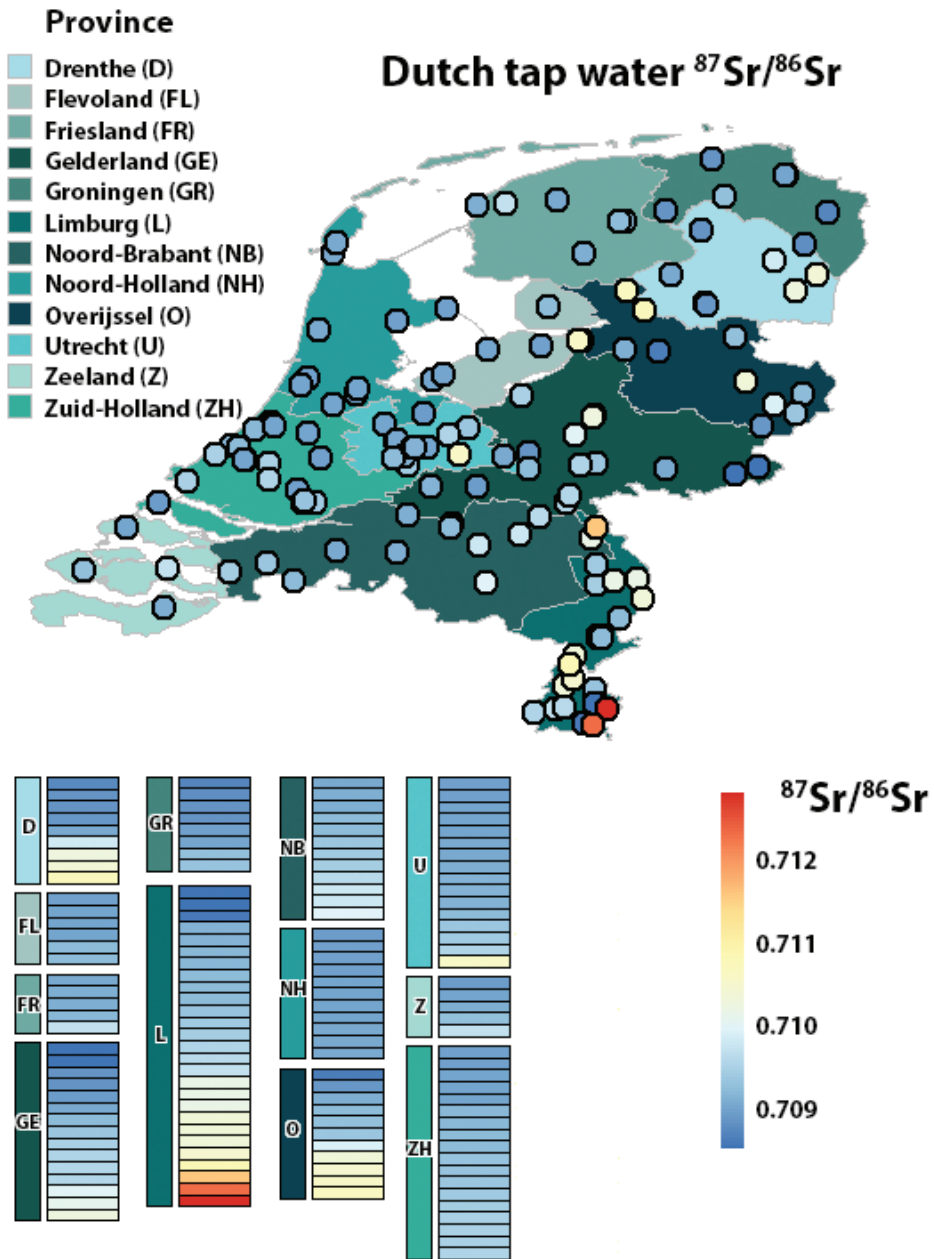 Province
Drenthe (D)
Flevoland (FL)
Friesland (FR)
Gelderland (GE)
Groningen (GR)
Limburg (L)
Noord-Brabant (NB)
Noord-Holland (NH)
Overijssel (O)
Utrecht (U)
Zeeland (Z)
Zuid-Holland (ZH)
Dutch tap water ⁸⁷Sr/⁸⁶Sr
D
FL
FR
GE
GR
L
NB
NH
O
U
Z
ZH
⁸⁷Sr/⁸⁶Sr
0.712
0.711
0.710
0.709